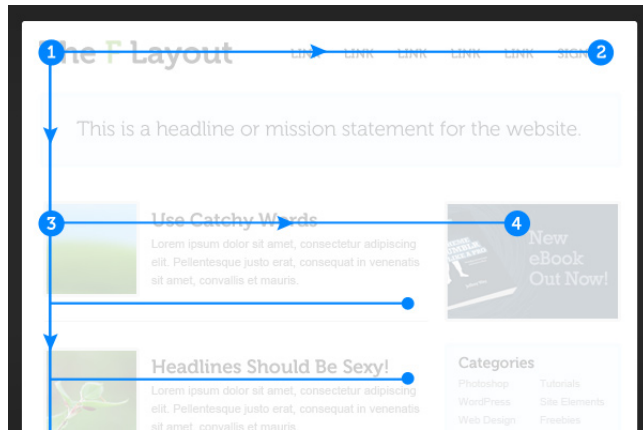 1
The F Layout
LINK LINK LINK LINK LINK
2
This is a headline or mission statement for the website.
3
Use Catchy Words
Lorem ipsum dolor sit amet, consectetur adipiscing
elit. Pellentesque justo erat, consequat in venenatis
sit amet, convallis et mauris.
4
New
eBook
Out Now!
Headlines Should Be Sexy!
Lorem ipsum dolor sit amet, consectetur adipiscing
elit. Pellentesque justo erat, consequat in venenatis
sit amet, convallis et mauris.
Categories
Photoshop Tutorials
WordPress Site Elements
Web Design Freebies